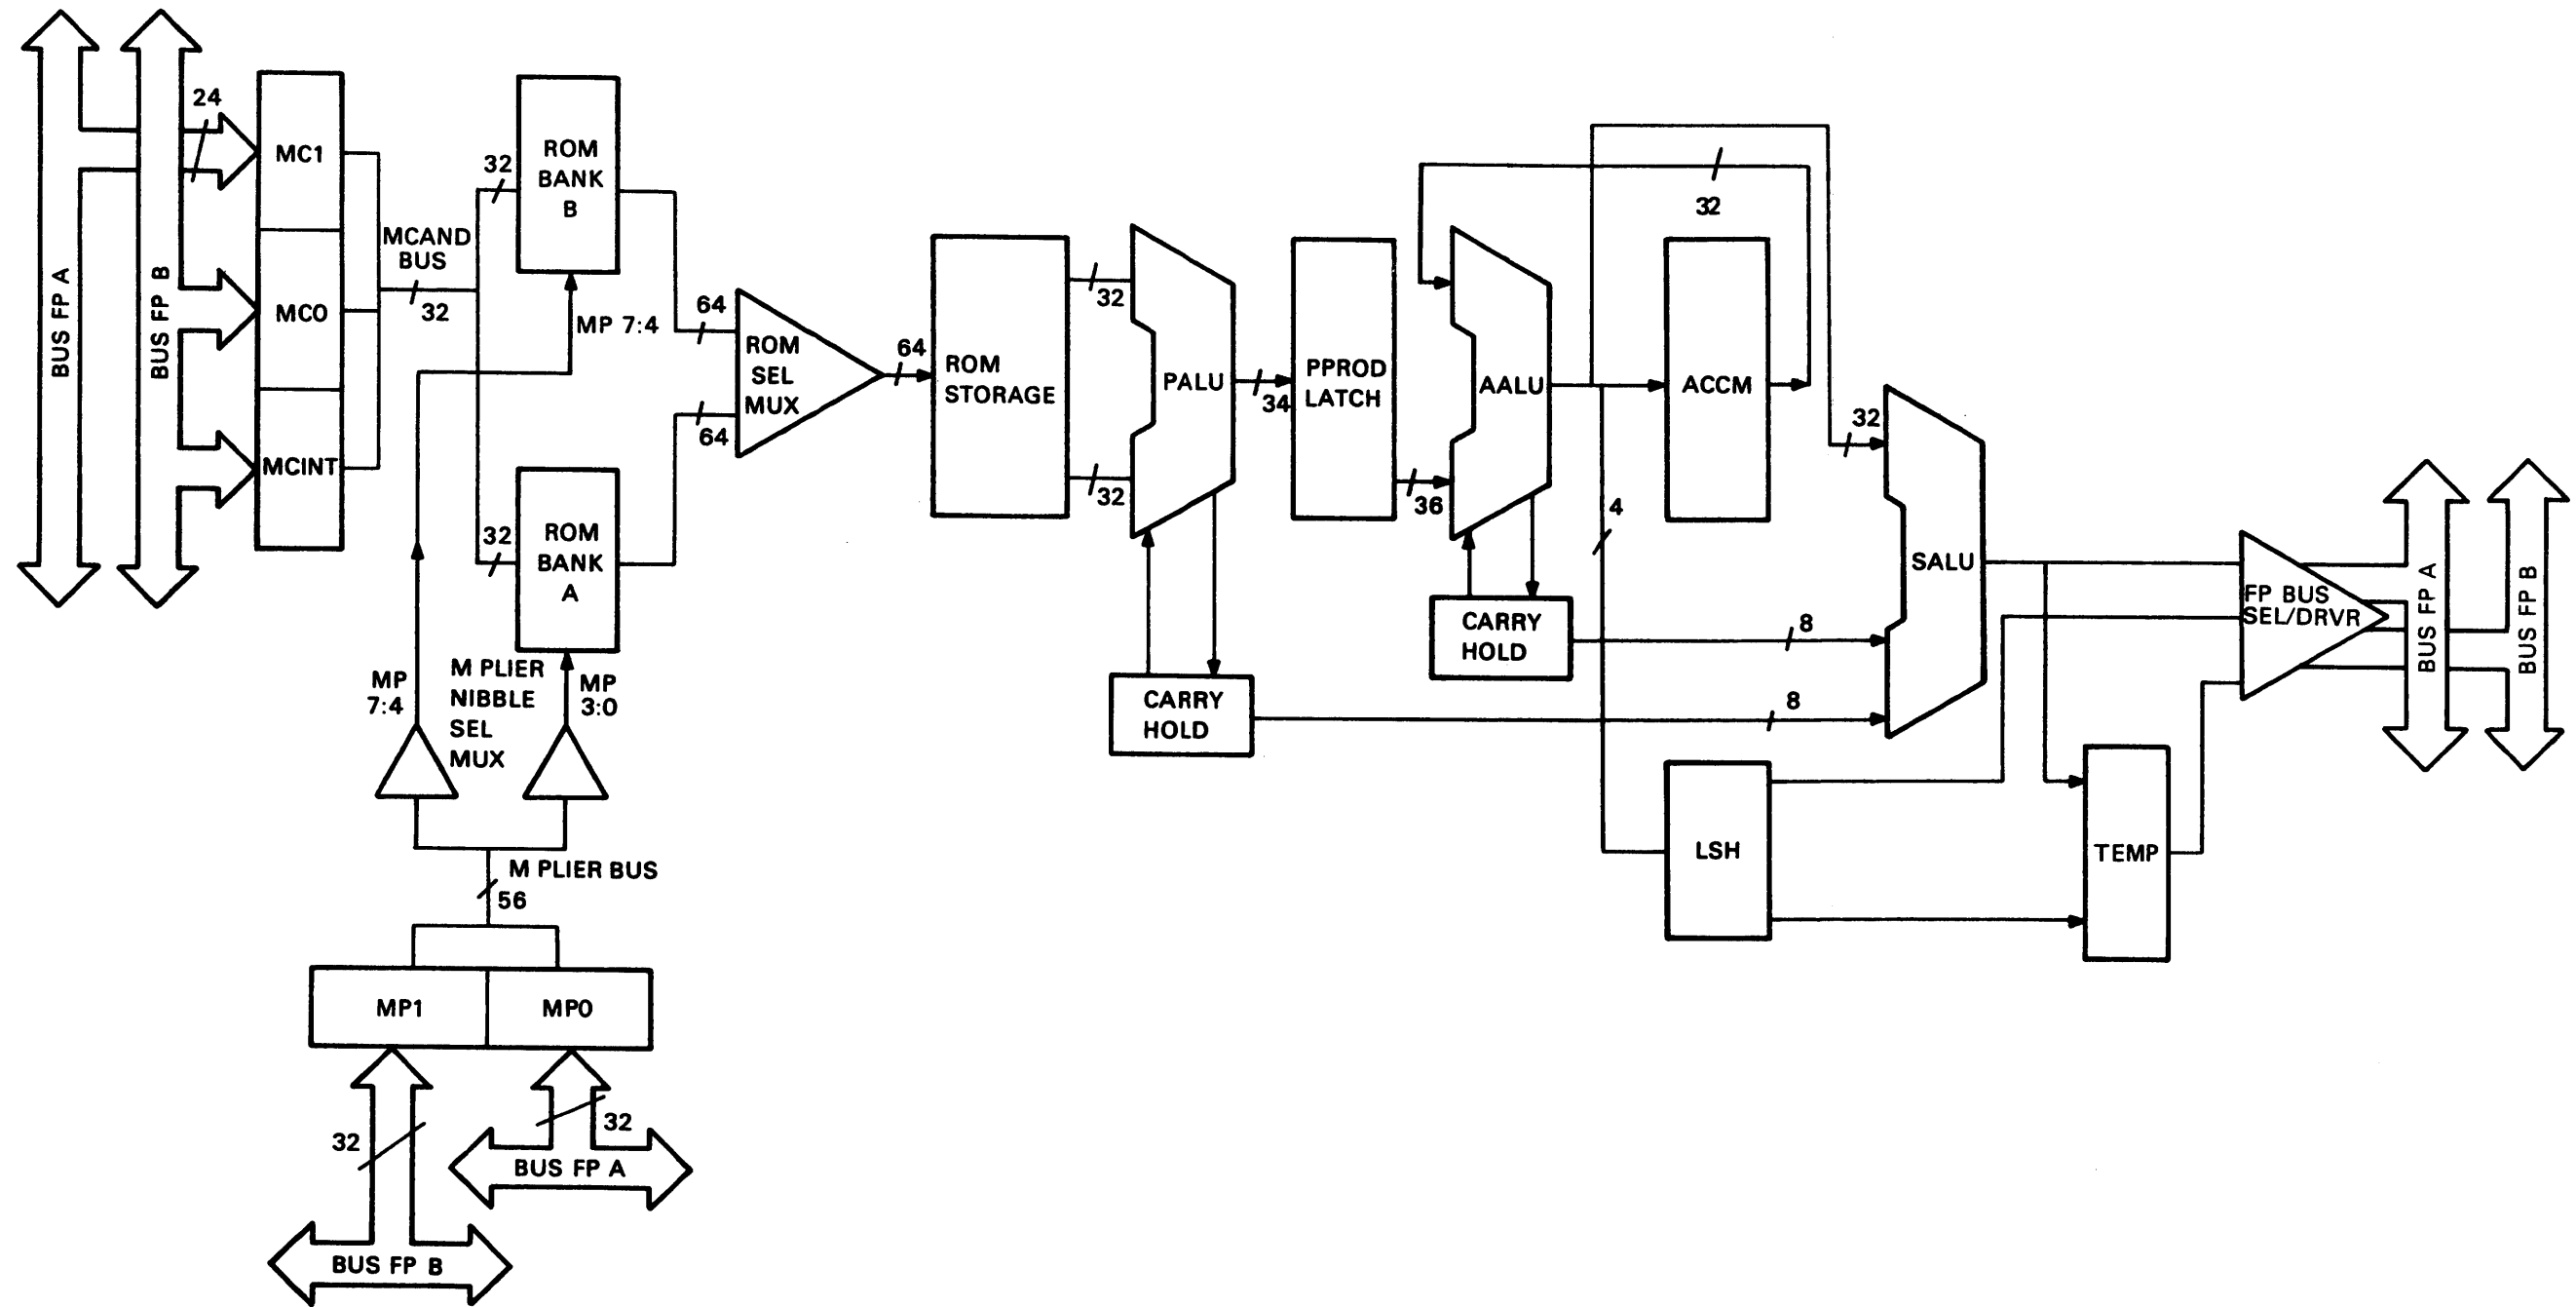 24
BUS FP A
BUS FP B
MC1
MC0
MCINT
MCAND
BUS
32
32
ROM
BANK
B
MP 7:4
32
ROM
BANK
A
MP
7:4
M PLIER
NIBBLE
SEL
MUX
MP
3:0
M PLIER BUS
56
MP1
MP0
32
32
BUS FP A
BUS FP B
64
ROM
SEL
MUX
64
64
ROM
STORAGE
32
32
PALU
34
CARRY
HOLD
PPROD
LATCH
36
AALU
CARRY
HOLD
32
ACCM
4
32
8
8
SALU
LSH
TEMP
FP BUS
SEL/DRVR
BUS FP A
BUS FP B